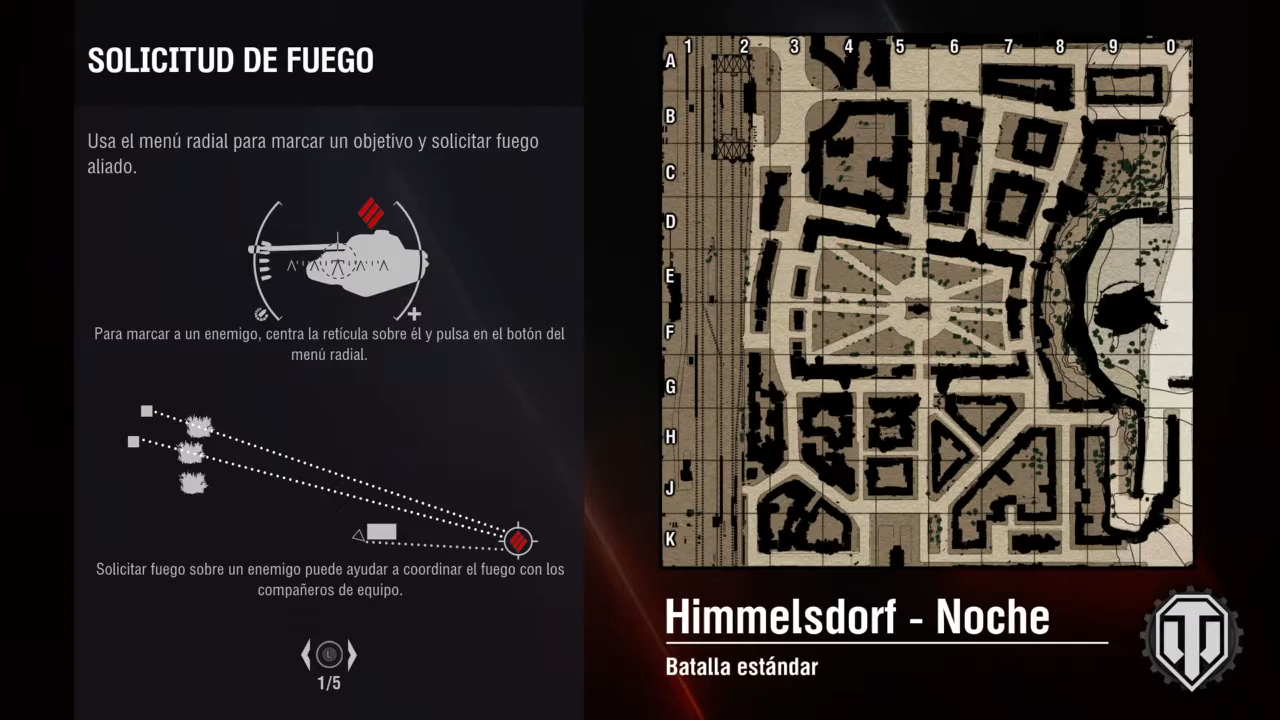 SOLICITUD DE FUEGO
Usa el menú radial para marcar un objetivo y solicitar fuego
aliado.
Para marcar a un enemigo, centra la retícula sobre él y pulsa en el botón del
menú radial.
Solicitar fuego sobre un enemigo puede ayudar a coordinar el fuego con los
compañeros de equipo.
L
1/5
1 2 3 4 5 6 7 8 9 0
A
B
C
D
E
F
G
H
J
K
Himmelsdorf - Noche
Batalla estándar